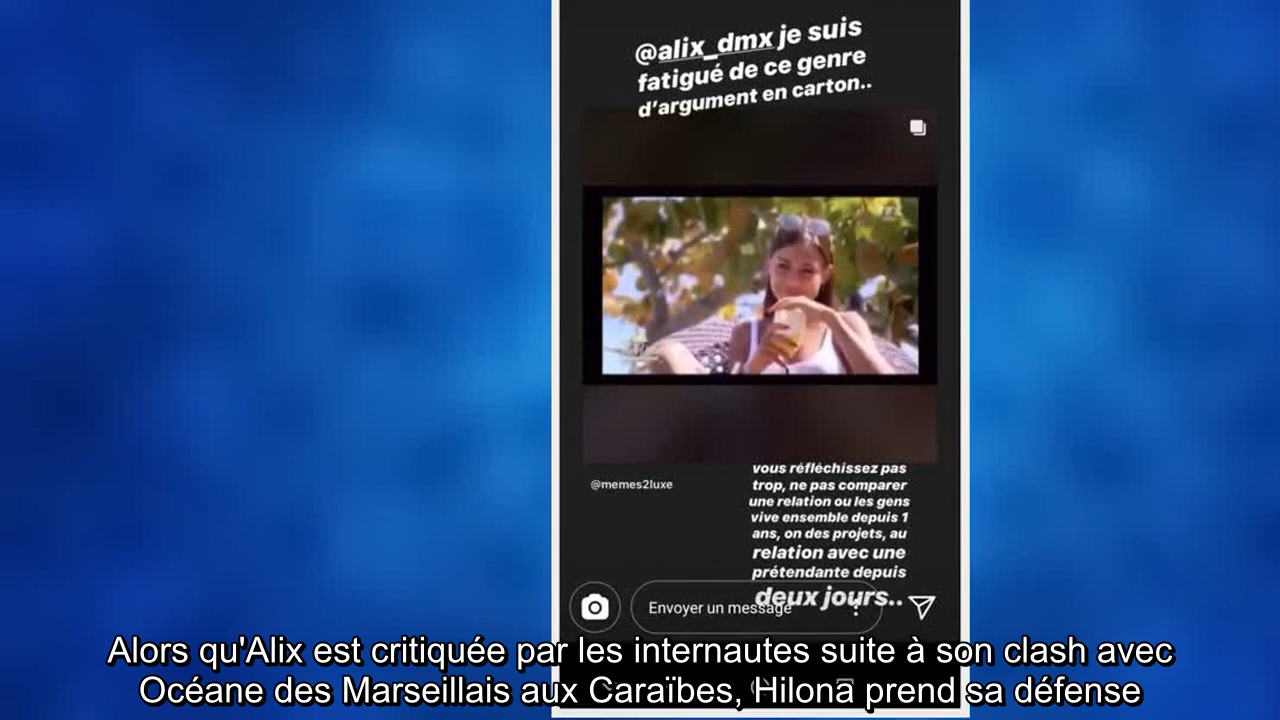 @alix_dmx je suis
fatigué de ce genre
d'argument en carton..
@memes2luxe
vous réfléchissez pas
trop, ne pas comparer
une relation ou les gens
vive ensemble depuis 1
ans, on des projets, au
relation avec une
prétendante depuis
deux jours..
Envoyer un message
Alors qu'Alix est critiquée par les internautes suite à son clash avec
Océane des Marseillais aux Caraïbes, Hilona prend sa défense